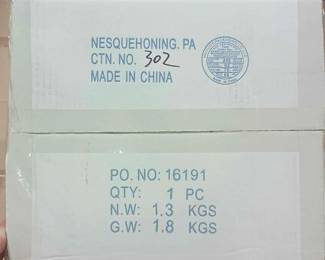 NESQUEHONING. PA
CTN. NO. 302
MADE IN CHINA
PO. NO: 16191
QTY: 1 PC
N.W: 1.3 KGS
G.W: 1.8 KGS